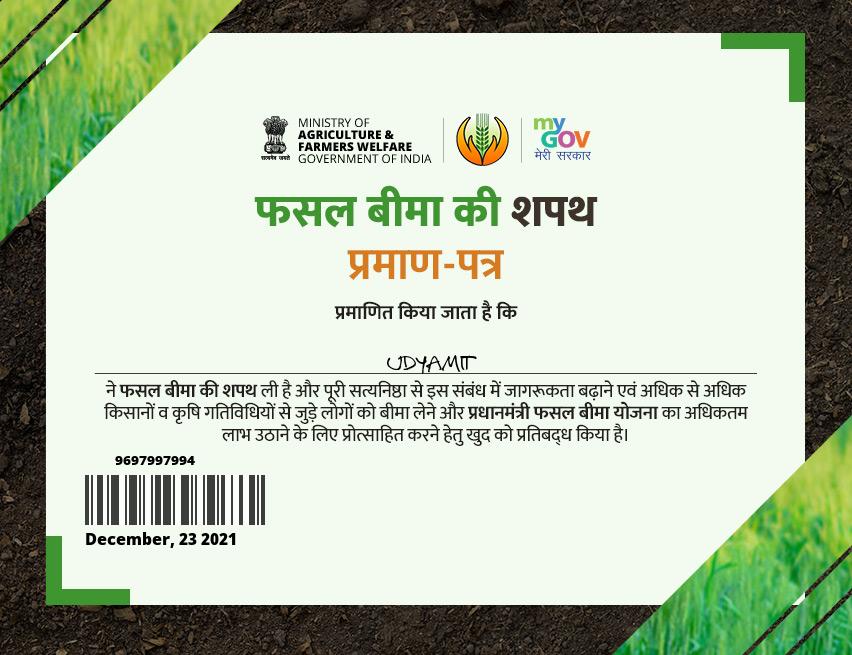 MINISTRY OF
AGRICULTURE &
FARMERS WELFARE
GOVERNMENT OF INDIA
सत्यमेव जयते
my
GOV
मेरी सरकार
फसल बीमा की शपथ
प्रमाण-पत्र
प्रमाणित किया जाता है कि
UDYAMIT
ने फसल बीमा की शपथ ली है और पूरी सत्यनिष्ठा से इस संबंध में जागरूकता बढ़ाने एवं अधिक से अधिक
किसानों व कृषि गतिविधियों से जुड़े लोगों को बीमा लेने और प्रधानमंत्री फसल बीमा योजना का अधिकतम
लाभ उठाने के लिए प्रोत्साहित करने हेतु खुद को प्रतिबद्ध किया है।
9697997994
December, 23 2021